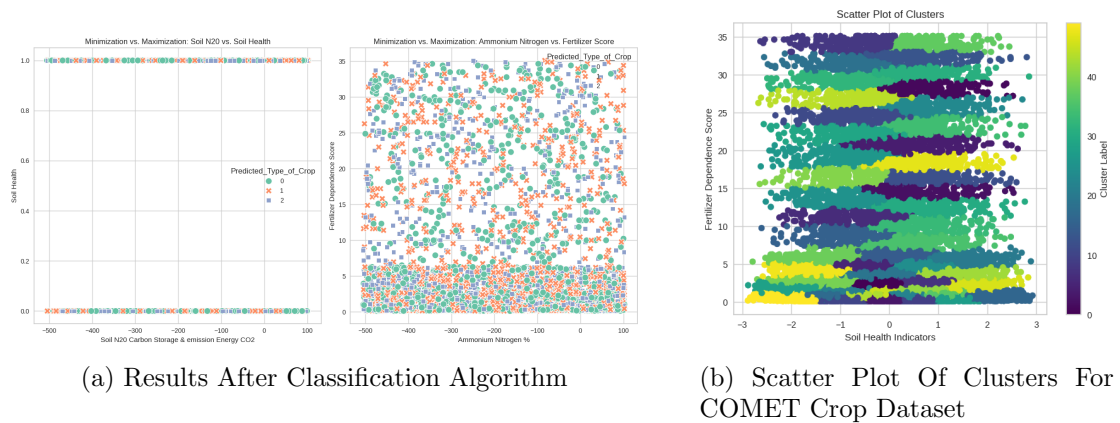 Minimization vs. Maximization: Soil N20 vs. Soil Health
1.0
0.8
0.6
0.4
0.2
0.0
Soil Health
Predicted_Type_of_Crop
0
1
2
−500 −400 −300 −200 −100 0 100
Soil N20 Carbon Storage & emission Energy CO2
Minimization vs. Maximization: Ammonium Nitrogen vs. Fertilizer Score
Predicted_Type_of_Crop
0
1
2
35
30
25
20
15
10
5
0
Fertilizer Dependence Score
−500 −400 −300 −200 −100 0 100
Ammonium Nitrogen %
(a) Results After Classification Algorithm
Scatter Plot of Clusters
35
30
25
20
15
10
5
0
Fertilizer Dependence Score
−3 −2 −1 0 1 2 3
Soil Health Indicators
40
30
20
10
0
Cluster Label
(b) Scatter Plot Of Clusters For
COMET Crop Dataset